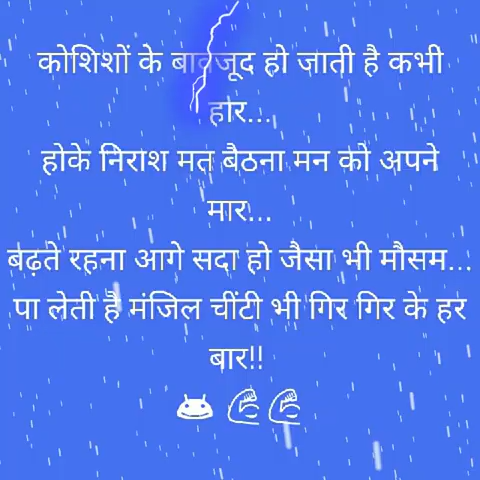 कोशिशों के बावजूद हो जाती है कभी
हार...
होके निराश मत बैठना मन को अपने
मार...
बढ़ते रहना आगे सदा हो जैसा भी मौसम...
पा लेती है मंजिल चींटी भी गिर गिर के हर
बार!!